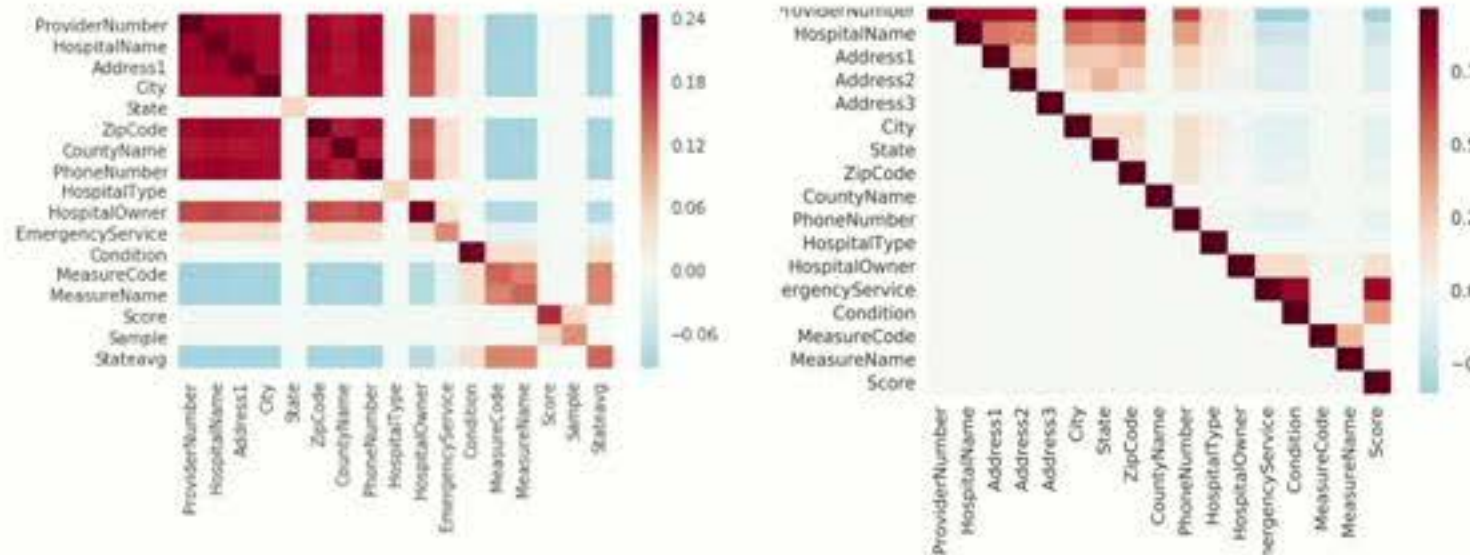 ProviderNumber
HospitalName
Address1
City
State
ZipCode
CountyName
PhoneNumber
HospitalType
HospitalOwner
EmergencyService
Condition
MeasureCode
MeasureName
Score
Sample
Stateavg
ProviderNumber
HospitalName
Address1
City
State
ZipCode
CountyName
PhoneNumber
HospitalType
HospitalOwner
EmergencyService
Condition
MeasureCode
MeasureName
Score
Sample
Stateavg
0.24
0.18
0.12
0.06
0.00
−0.06
ProviderNumber
HospitalName
Address1
Address2
Address3
City
State
ZipCode
CountyName
PhoneNumber
HospitalType
HospitalOwner
ergencyService
Condition
MeasureCode
MeasureName
Score
ProviderNumber
HospitalName
Address1
Address2
Address3
City
State
ZipCode
CountyName
PhoneNumber
HospitalType
HospitalOwner
ergencyService
Condition
MeasureCode
MeasureName
Score